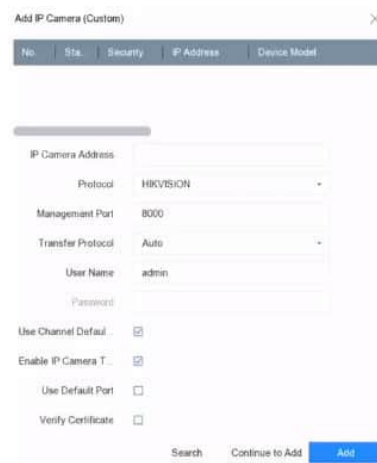 Add IP Camera (Custom)
No. Sta. Security IP Address Device Model
IP Camera Address
Protocol HIKVISION
Management Port 8000
Transfer Protocol Auto
User Name admin
Password
Use Channel Defaul...
Enable IP Camera T...
Use Default Port
Verify Certificate
Search Continue to Add Add